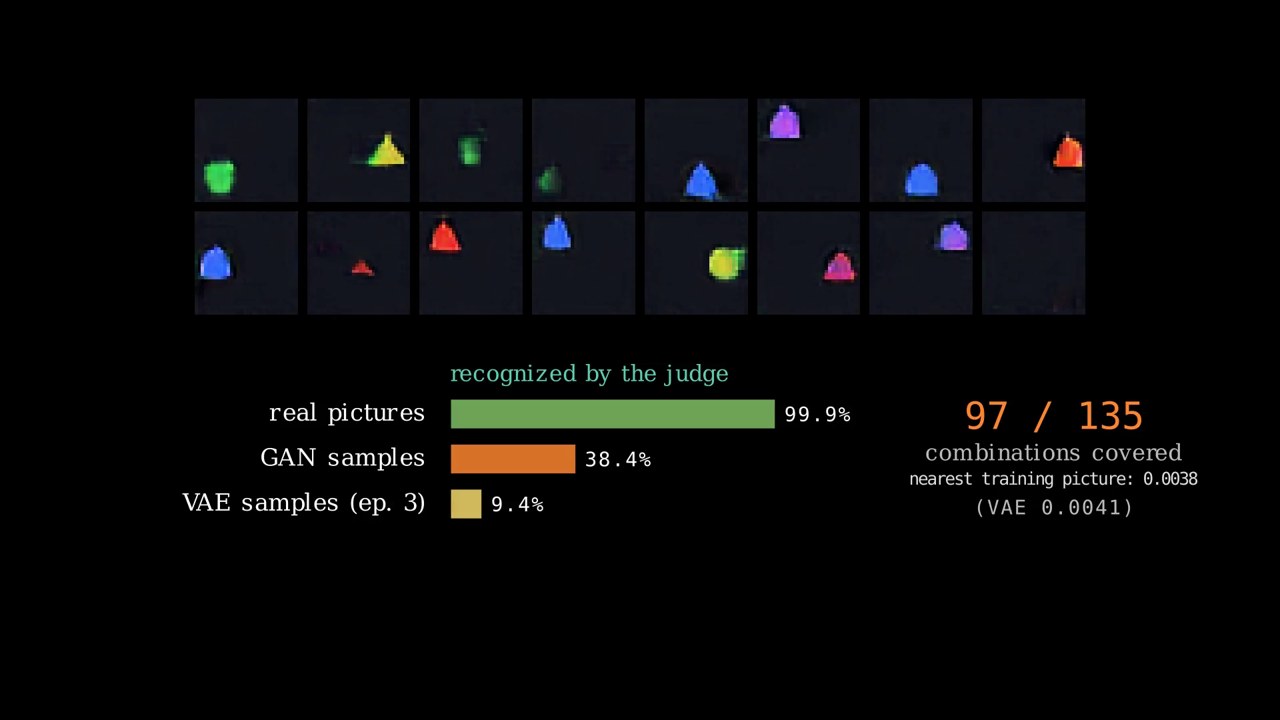 recognized by the judge
real pictures 99.9%
GAN samples 38.4%
VAE samples (ep. 3) 9.4%
97 / 135
combinations covered
nearest training picture: 0.0038
(VAE 0.0041)